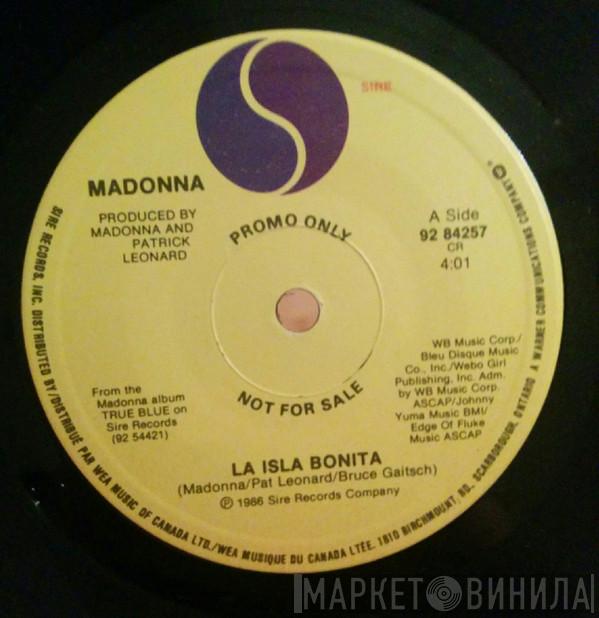 SIRE
MADONNA
PRODUCED BY
MADONNA AND
PATRICK
LEONARD
PROMO ONLY
A Side
92 84257
CR
4:01
WB Music Corp./
Bleu Disque Music
Co., Inc./Webo Girl
Publishing, Inc. Adm.
by WB Music Corp.
ASCAP/Johnny
Yuma Music BMI/
Edge Of Fluke
Music ASCAP
From the
Madonna album
TRUE BLUE on
Sire Records
(92 54421)
NOT FOR SALE
LA ISLA BONITA
(Madonna/Pat Leonard/Bruce Gaitsch)
℗ 1986 Sire Records Company
SIRE RECORDS, INC. DISTRIBUTED BY/DISTRIBUÉ PAR WEA MUSIC OF CANADA LTD./WEA MUSIQUE DU CANADA LTÉE. 1810 BIRCHMOUNT, RD., SCARBOROUGH, ONTARIO A WARNER COMMUNICATIONS COMPANY
МАРКЕТ ВИНИЛА